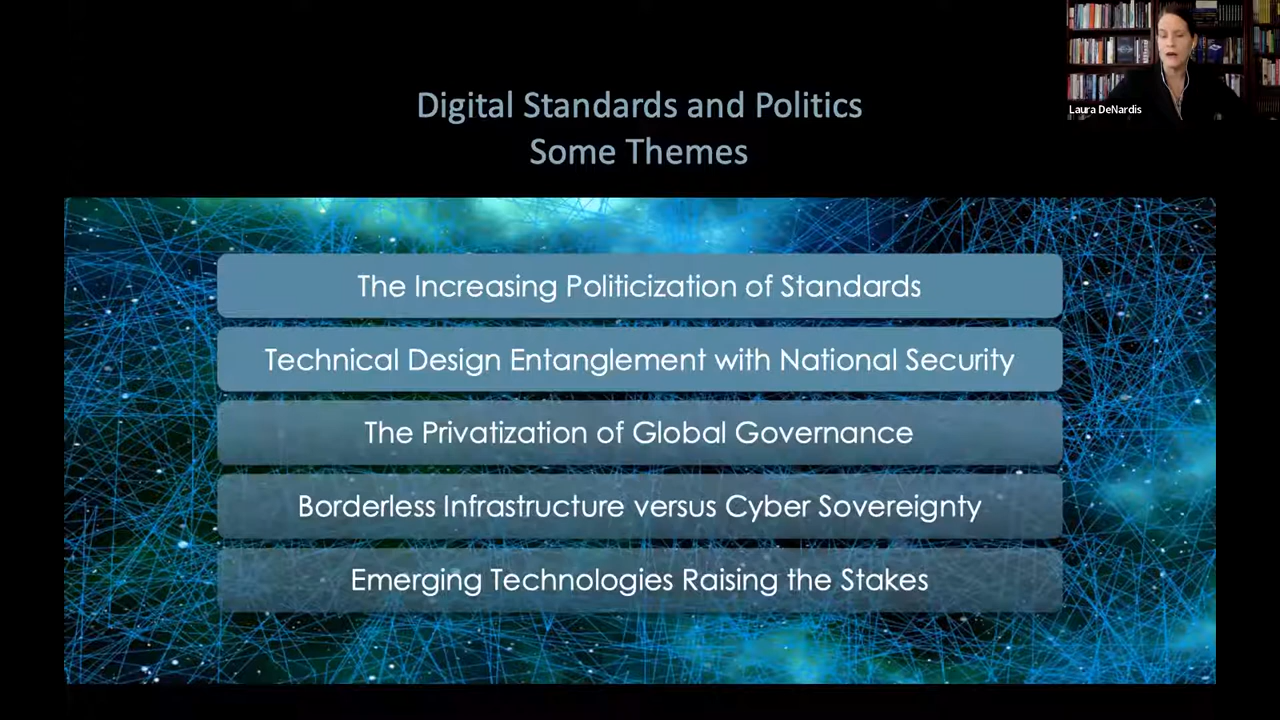 Laura DeNardis
Digital Standards and Politics
Some Themes
The Increasing Politicization of Standards
Technical Design Entanglement with National Security
The Privatization of Global Governance
Borderless Infrastructure versus Cyber Sovereignty
Emerging Technologies Raising the Stakes